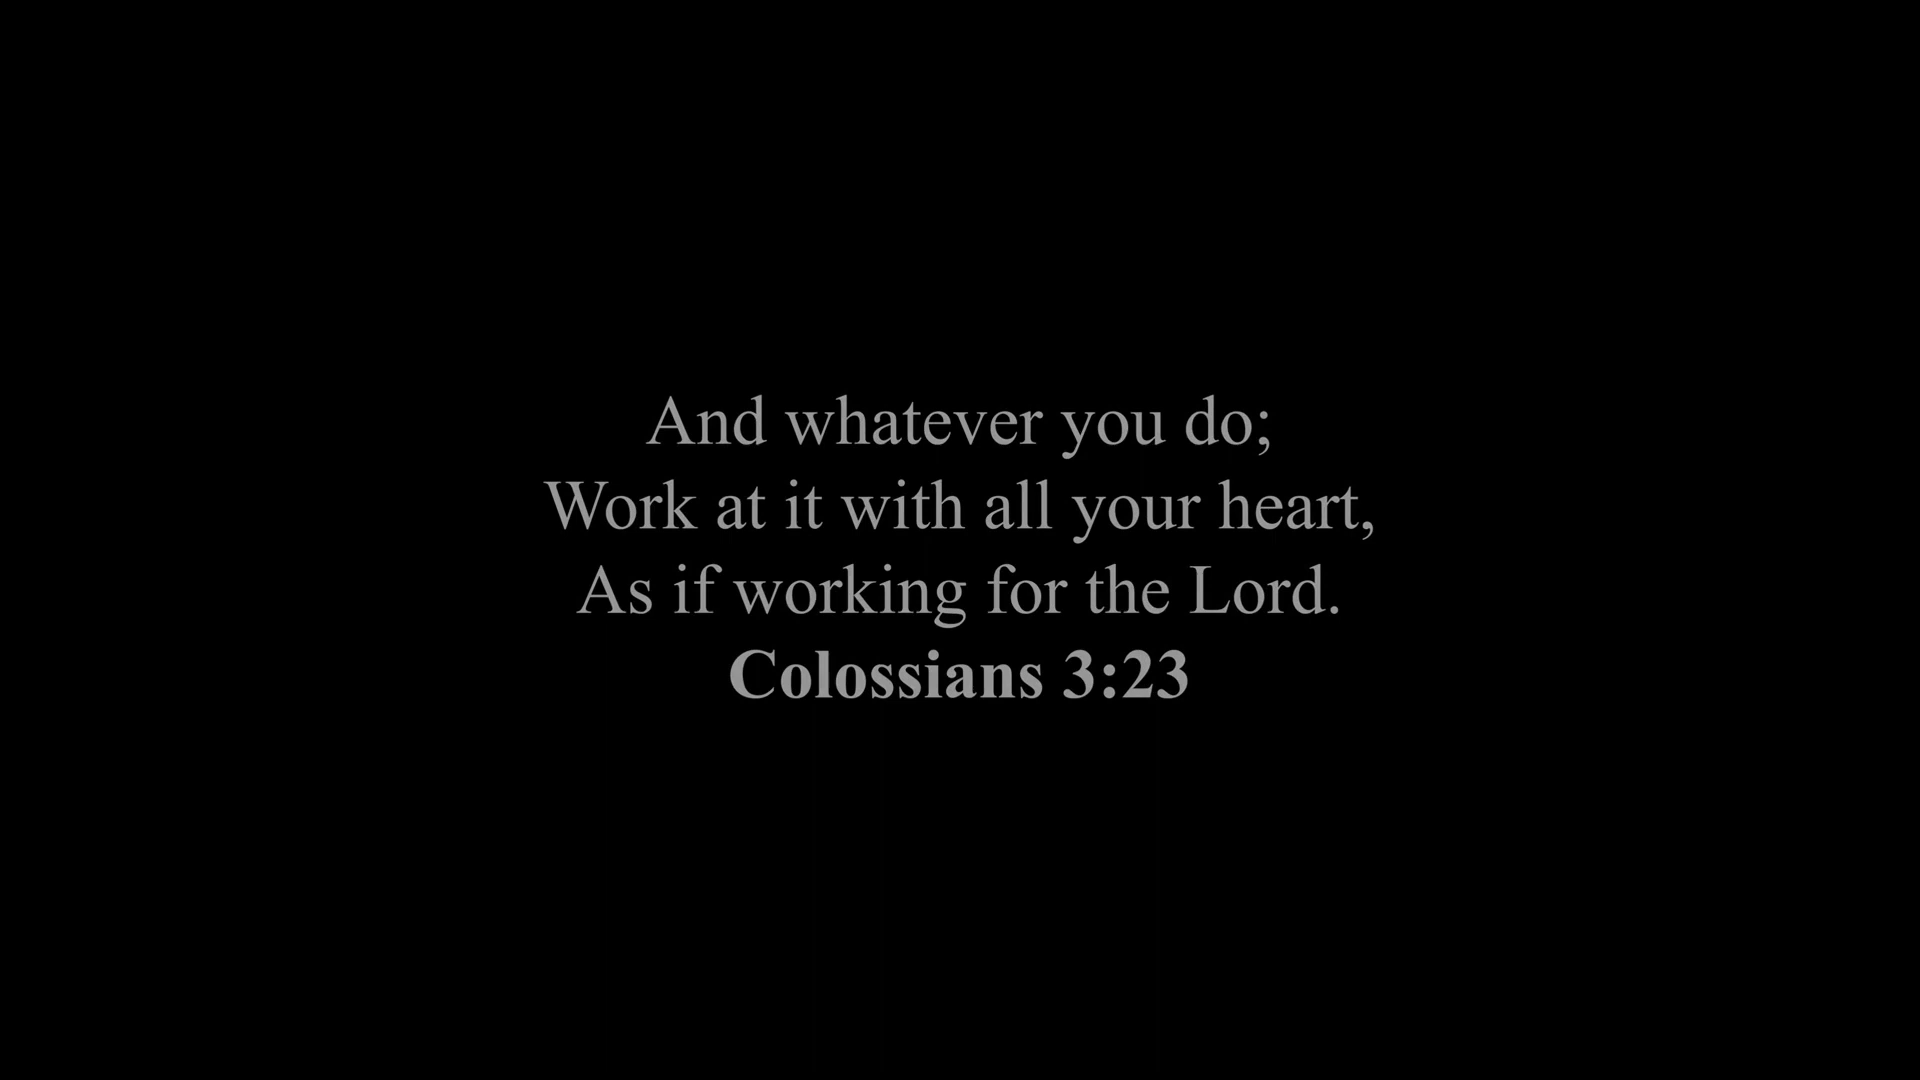 And whatever you do;
Work at it with all your heart,
As if working for the Lord.
Colossians 3:23